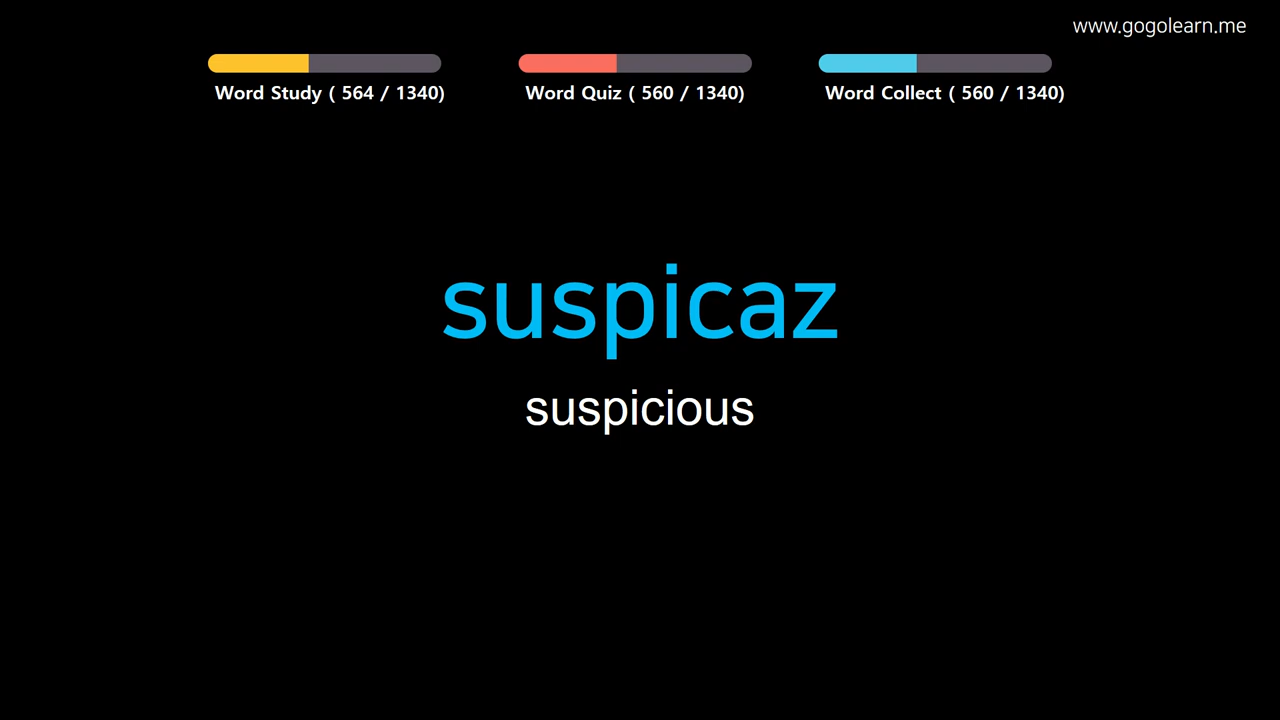 www.gogolearn.me
Word Study ( 564 / 1340)
Word Quiz ( 560 / 1340)
Word Collect ( 560 / 1340)
suspicaz
suspicious